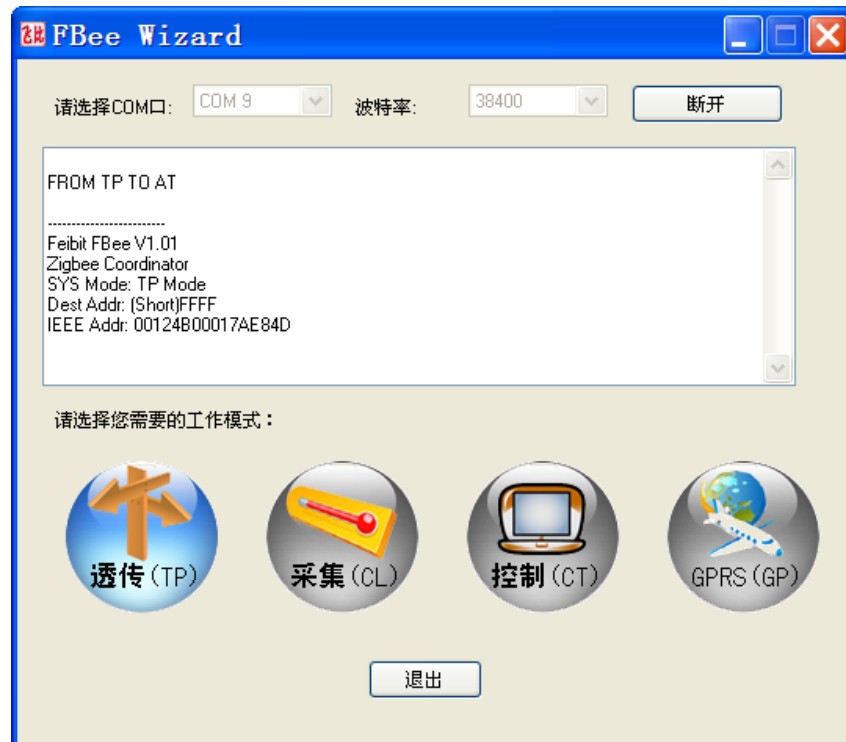 飞比 FBee Wizard
请选择COM口: COM 9 波特率: 38400 断开
FROM TP TO AT
-------------------------
Feibit FBee V1.01
Zigbee Coordinator
SYS Mode: TP Mode
Dest Addr: (Short)FFFF
IEEE Addr: 00124B00017AE84D
请选择您需要的工作模式：
透传(TP) 采集(CL) 控制(CT) GPRS(GP)
退出